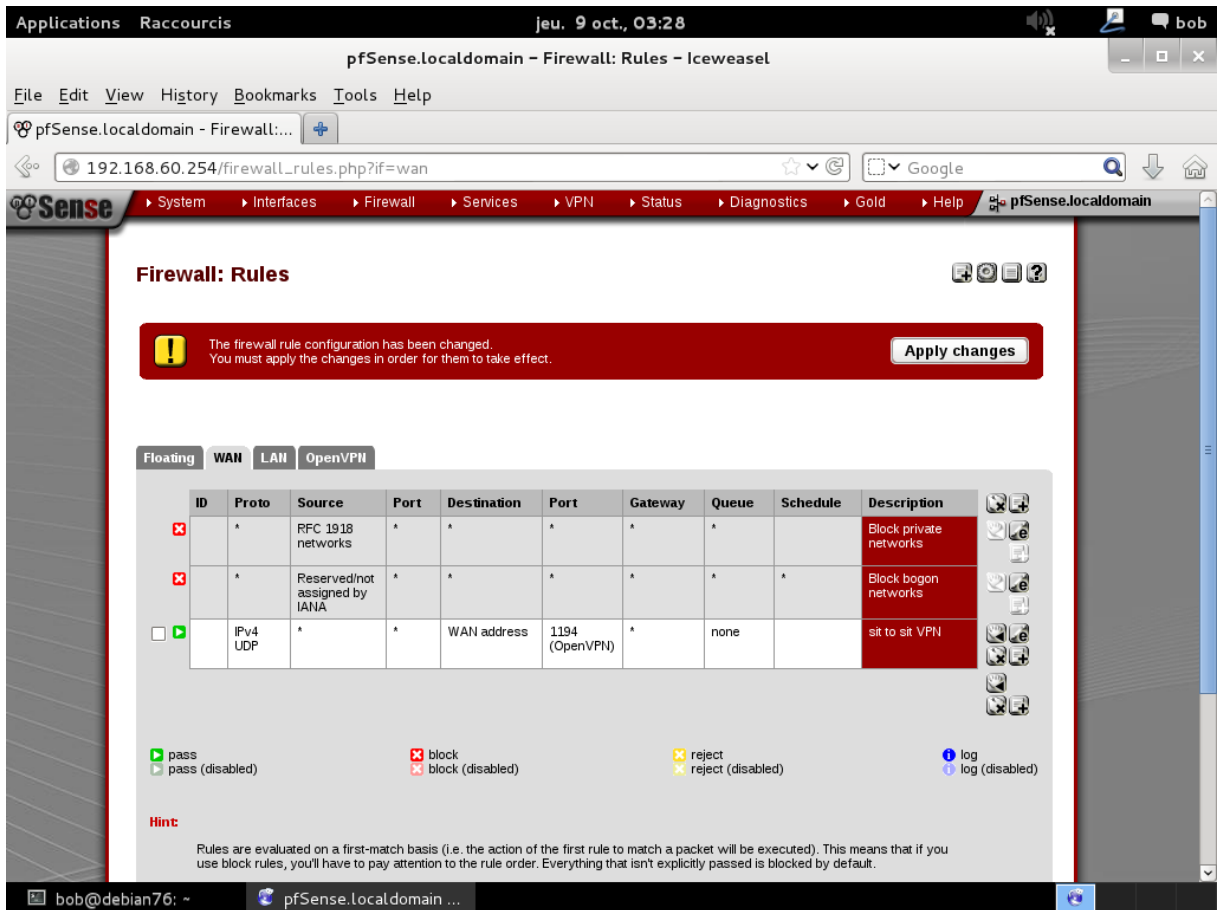 Applications Raccourcis jeu. 9 oct., 03:28 bob
pfSense.localdomain – Firewall: Rules – Iceweasel
File Edit View History Bookmarks Tools Help
pfSense.localdomain - Firewall:...
192.168.60.254/firewall_rules.php?if=wan Google
Sense System Interfaces Firewall Services VPN Status Diagnostics Gold Help pfSense.localdomain
Firewall: Rules
The firewall rule configuration has been changed.
You must apply the changes in order for them to take effect.
Apply changes
Floating WAN LAN OpenVPN
ID Proto Source Port Destination Port Gateway Queue Schedule Description
* RFC 1918 networks * * * * * Block private networks
* Reserved/not assigned by IANA * * * * * * Block bogon networks
IPv4 UDP * * WAN address 1194 (OpenVPN) * none sit to sit VPN
pass block reject log
pass (disabled) block (disabled) reject (disabled) log (disabled)
Hint:
Rules are evaluated on a first-match basis (i.e. the action of the first rule to match a packet will be executed). This means that if you
use block rules, you'll have to pay attention to the rule order. Everything that isn't explicitly passed is blocked by default.
bob@debian76: ~ pfSense.localdomain ...